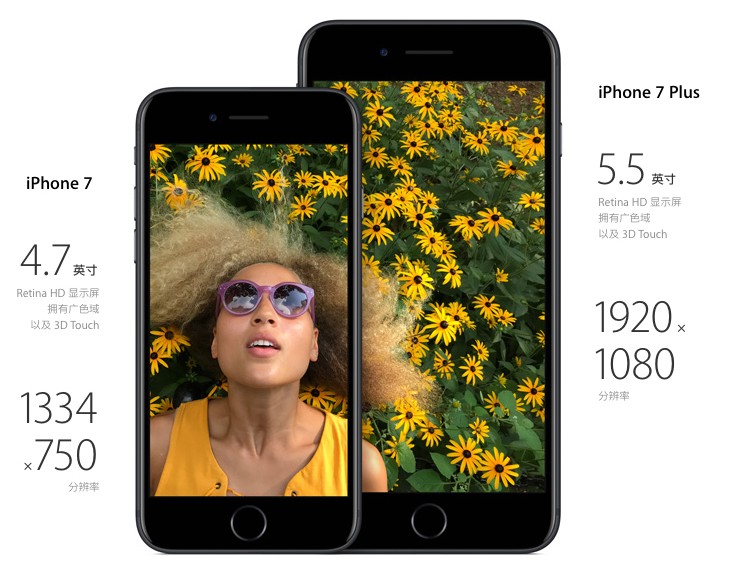 iPhone 7
4.7 英寸
Retina HD 显示屏
拥有广色域
以及 3D Touch
1334
×750
分辨率
iPhone 7 Plus
5.5 英寸
Retina HD 显示屏
拥有广色域
以及 3D Touch
1920×
1080
分辨率